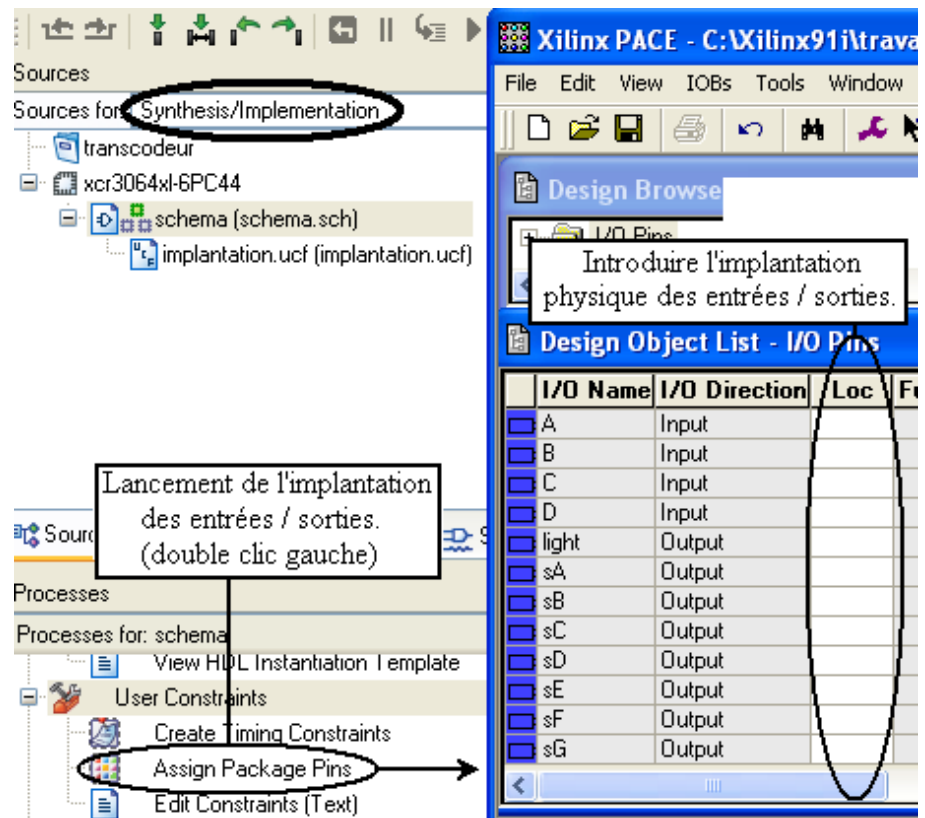 Sources
Sources for: Synthesis/Implementation
transcodeur
xcr3064xl-6PC44
schema (schema.sch)
implantation.ucf (implantation.ucf)
Lancement de l'implantation
des entrées / sorties.
(double clic gauche)
Sourc
Processes
Processes for: schema
View HDL Instantiation Template
User Constraints
Create Timing Constraints
Assign Package Pins
Edit Constraints (Text)
Xilinx PACE - C:\Xilinx91i\trava
File Edit View IOBs Tools Window
Design Browse
I/O Pins
Introduire l'implantation
physique des entrées / sorties.
Design Object List - I/O Pins
I/O Name I/O Direction Loc
A Input
B Input
C Input
D Input
light Output
sA Output
sB Output
sC Output
sD Output
sE Output
sF Output
sG Output